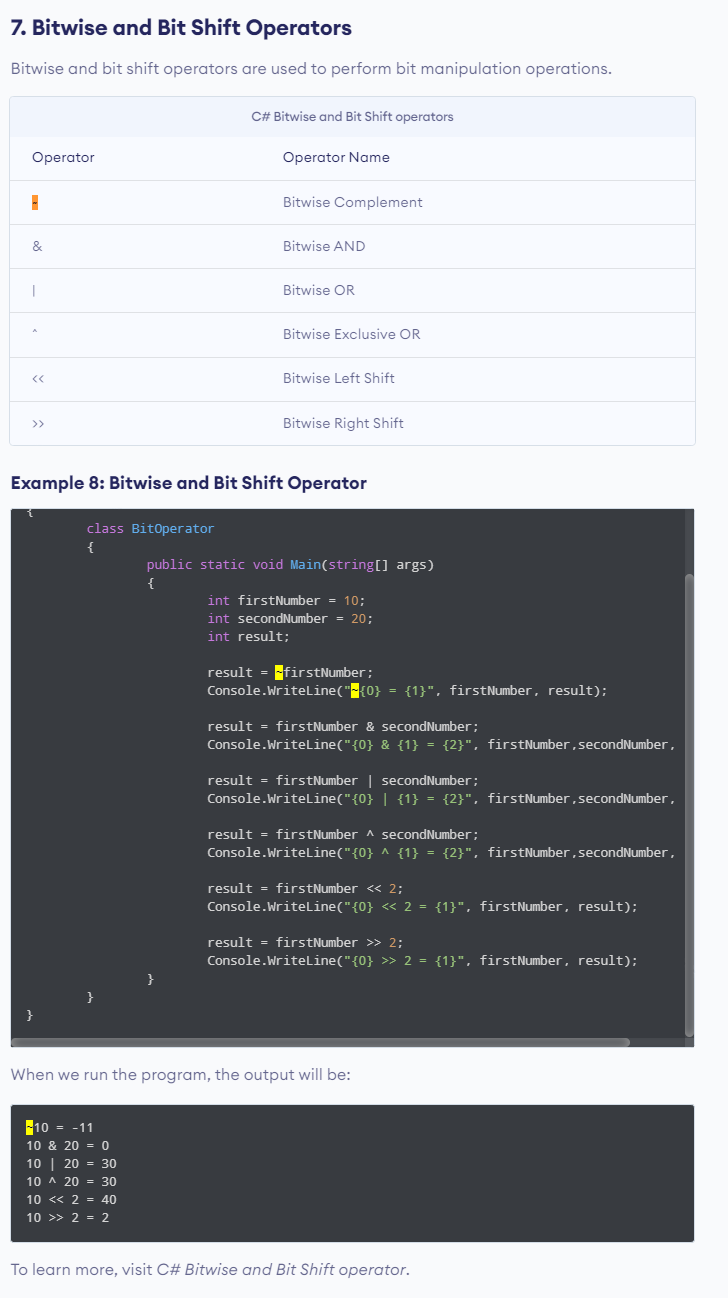 7. Bitwise and Bit Shift Operators
Bitwise and bit shift operators are used to perform bit manipulation operations.
C# Bitwise and Bit Shift operators
Operator Operator Name
~ Bitwise Complement
& Bitwise AND
| Bitwise OR
^ Bitwise Exclusive OR
<< Bitwise Left Shift
>> Bitwise Right Shift
Example 8: Bitwise and Bit Shift Operator
{
class BitOperator
{
public static void Main(string[] args)
{
int firstNumber = 10;
int secondNumber = 20;
int result;
result = ~firstNumber;
Console.WriteLine("~{0} = {1}", firstNumber, result);
result = firstNumber & secondNumber;
Console.WriteLine("{0} & {1} = {2}", firstNumber,secondNumber,
result = firstNumber | secondNumber;
Console.WriteLine("{0} | {1} = {2}", firstNumber,secondNumber,
result = firstNumber ^ secondNumber;
Console.WriteLine("{0} ^ {1} = {2}", firstNumber,secondNumber,
result = firstNumber << 2;
Console.WriteLine("{0} << 2 = {1}", firstNumber, result);
result = firstNumber >> 2;
Console.WriteLine("{0} >> 2 = {1}", firstNumber, result);
}
}
}
When we run the program, the output will be:
~10 = -11
10 & 20 = 0
10 | 20 = 30
10 ^ 20 = 30
10 << 2 = 40
10 >> 2 = 2
To learn more, visit C# Bitwise and Bit Shift operator.